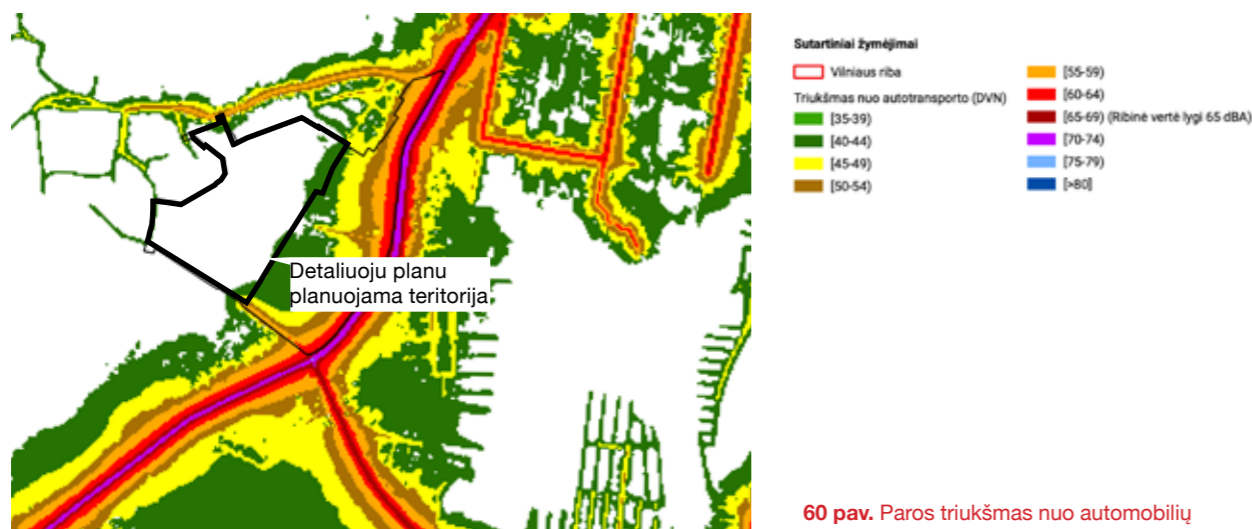 Detaliuoju planu
planuojama teritorija
Sutartiniai žymėjimai
Vilniaus riba
Triukšmas nuo autotransporto (DVN)
[35-39)
[40-44)
[45-49)
[50-54)
[55-59)
[60-64)
[65-69) (Ribinė vertė lygi 65 dBA)
[70-74)
[75-79)
[>80]
60 pav. Paros triukšmas nuo automobilių